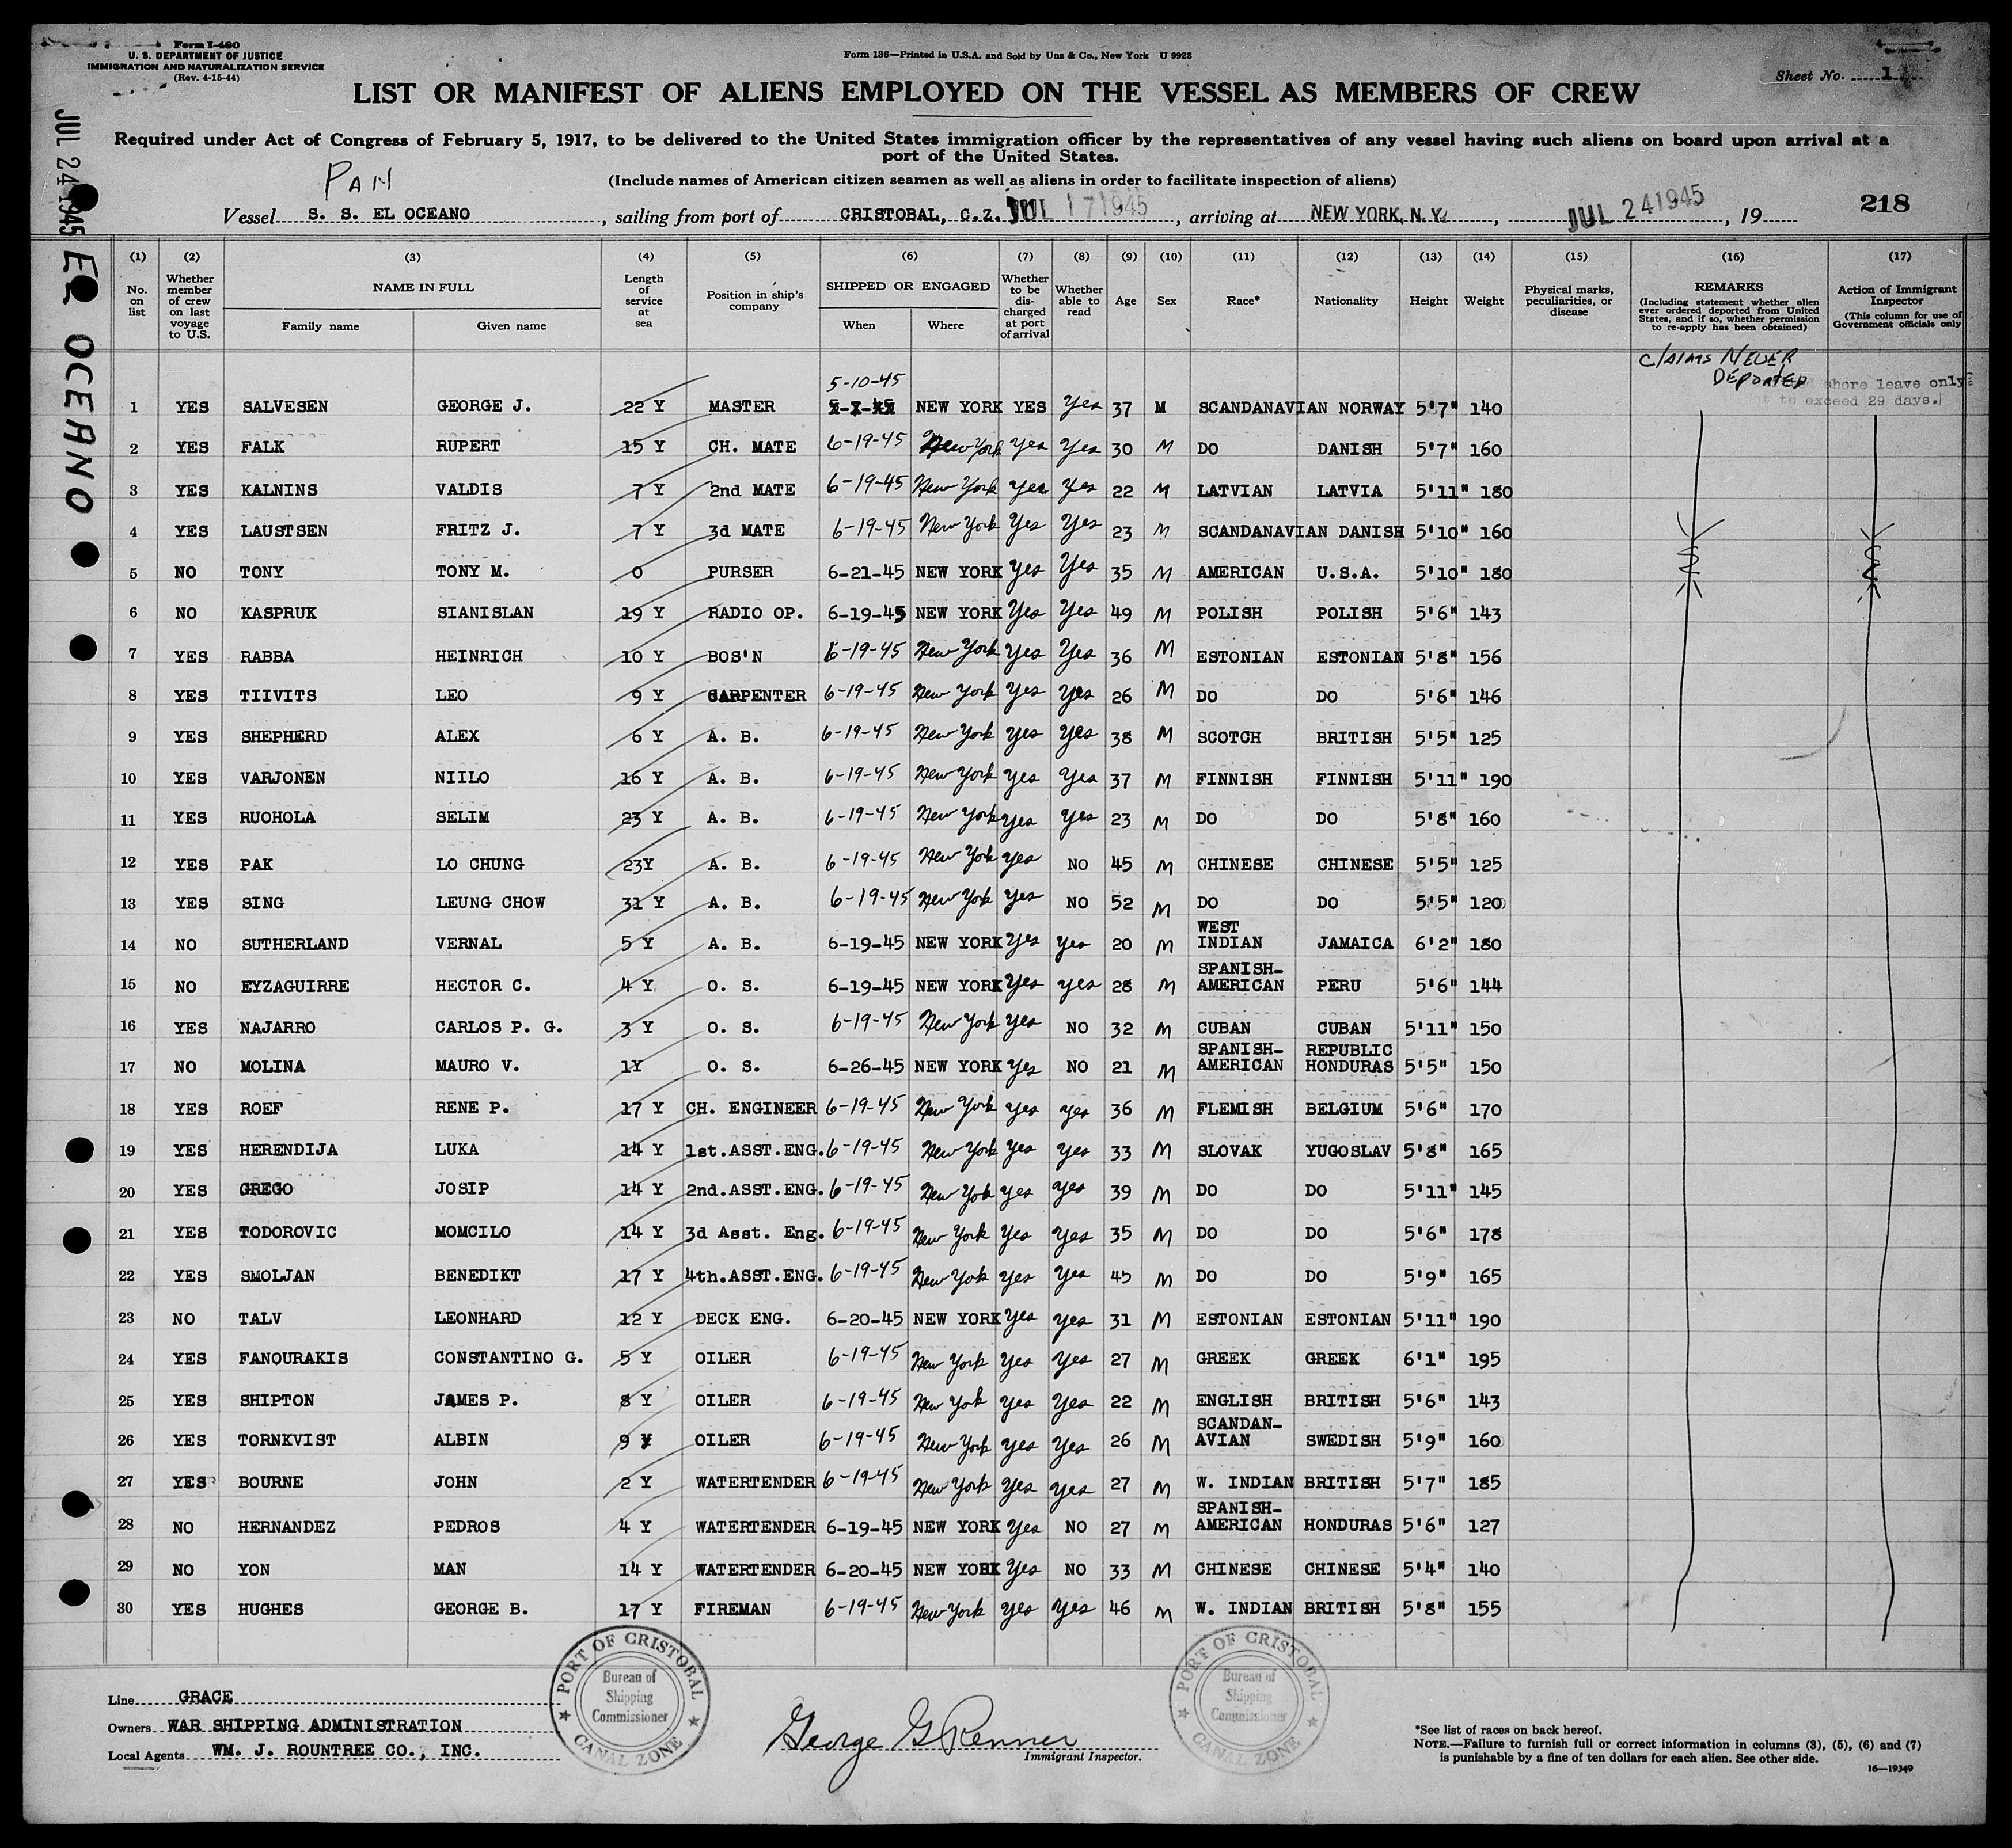 Form I-480
U. S. DEPARTMENT OF JUSTICE
IMMIGRATION AND NATURALIZATION SERVICE
(Rev. 4-15-44)
Form 136—Printed in U.S.A. and Sold by Unz & Co., New York U 9923
Sheet No. 1
LIST OR MANIFEST OF ALIENS EMPLOYED ON THE VESSEL AS MEMBERS OF CREW
Required under Act of Congress of February 5, 1917, to be delivered to the United States immigration officer by the representatives of any vessel having such aliens on board upon arrival at a
port of the United States.
PAN
(Include names of American citizen seamen as well as aliens in order to facilitate inspection of aliens)
Vessel S. S. EL OCEANO, sailing from port of CRISTOBAL, C.Z. JUL 17 1945, arriving at NEW YORK, N. Y., JUL 24 1945, 19
218
JUL 24 1945 EL OCEANO
(1) No. on list (2) Whether member of crew on last voyage to U.S. (3) NAME IN FULL Family name Given name (4) Length of service at sea (5) Position in ship's company (6) SHIPPED OR ENGAGED When Where (7) Whether to be discharged at port of arrival (8) Whether able to read (9) Age (10) Sex (11) Race* (12) Nationality (13) Height (14) Weight (15) Physical marks, peculiarities, or disease (16) REMARKS (Including statement whether alien ever ordered deported from United States, and if so, whether permission to re-apply has been obtained) (17) Action of Immigrant Inspector (This column for use of Government officials only
Claims Never Deported
shore leave only
not to exceed 29 days.
5-10-45
1 YES SALVESEN GEORGE J. 22 Y MASTER NEW YORK YES Yes 37 M SCANDANAVIAN NORWAY 5'7" 140
2 YES FALK RUPERT 15 Y CH. MATE 6-19-45 New York Yes Yes 30 M DO DANISH 5'7" 160
3 YES KALNINS VALDIS 7 Y 2nd MATE 6-19-45 New York Yes Yes 22 M LATVIAN LATVIA 5'11" 180
4 YES LAUSTSEN FRITZ J. 7 Y 3d MATE 6-19-45 New York Yes Yes 23 M SCANDANAVIAN DANISH 5'10" 160
5 NO TONY TONY M. 0 PURSER 6-21-45 NEW YORK Yes Yes 35 M AMERICAN U.S.A. 5'10" 180
6 NO KASPRUK SIANISLAN 19 Y RADIO OP. 6-19-45 NEW YORK Yes Yes 49 M POLISH POLISH 5'6" 143
7 YES RABBA HEINRICH 10 Y BOS'N 6-19-45 New York Yes Yes 36 M ESTONIAN ESTONIAN 5'8" 156
8 YES TIIVITS LEO 9 Y CARPENTER 6-19-45 New York Yes Yes 26 M DO DO 5'6" 146
9 YES SHEPHERD ALEX 6 Y A. B. 6-19-45 New York Yes Yes 38 M SCOTCH BRITISH 5'5" 125
10 YES VARJONEN NIILO 16 Y A. B. 6-19-45 New York Yes Yes 37 M FINNISH FINNISH 5'11" 190
11 YES RUOHOLA SELIM 23 Y A. B. 6-19-45 New York Yes Yes 23 M DO DO 5'8" 160
12 YES PAK LO CHUNG 23Y A. B. 6-19-45 New York Yes NO 45 M CHINESE CHINESE 5'5" 125
13 YES SING LEUNG CHOW 31 Y A. B. 6-19-45 New York Yes NO 52 M DO DO 5'5" 120
14 NO SUTHERLAND VERNAL 5 Y A. B. 6-19-45 NEW YORK Yes Yes 20 M WEST INDIAN JAMAICA 6'2" 180
15 NO EYZAGUIRRE HECTOR C. 4 Y O. S. 6-19-45 NEW YORK Yes Yes 28 M SPANISH-AMERICAN PERU 5'6" 144
16 YES NAJARRO CARLOS P. G. 3 Y O. S. 6-19-45 New York Yes NO 32 M CUBAN CUBAN 5'11" 150
17 NO MOLINA MAURO V. 1Y O. S. 6-26-45 NEW YORK Yes NO 21 M SPANISH-AMERICAN REPUBLIC HONDURAS 5'5" 150
18 YES ROEF RENE P. 17 Y CH. ENGINEER 6-19-45 New York Yes Yes 36 M FLEMISH BELGIUM 5'6" 170
19 YES HERENDIJA LUKA 14 Y 1st.ASST.ENG. 6-19-45 New York Yes Yes 33 M SLOVAK YUGOSLAV 5'8" 165
20 YES GREGO JOSIP 14 Y 2nd.ASST.ENG. 6-19-45 New York Yes Yes 39 M DO DO 5'11" 145
21 YES TODOROVIC MOMCILO 14 Y 3d Asst. Eng. 6-19-45 New York Yes Yes 35 M DO DO 5'6" 178
22 YES SMOLJAN BENEDIKT 17 Y 4th.ASST.ENG. 6-19-45 New York Yes Yes 45 M DO DO 5'9" 165
23 NO TALV LEONHARD 12 Y DECK ENG. 6-20-45 NEW YORK Yes Yes 31 M ESTONIAN ESTONIAN 5'11" 190
24 YES FANOURAKIS CONSTANTINO G. 5 Y OILER 6-19-45 New York Yes Yes 27 M GREEK GREEK 6'1" 195
25 YES SHIPTON JAMES P. 8 Y OILER 6-19-45 New York Yes Yes 22 M ENGLISH BRITISH 5'6" 143
26 YES TORNKVIST ALBIN 9 Y OILER 6-19-45 New York Yes Yes 26 M SCANDAN-AVIAN SWEDISH 5'9" 160
27 YES BOURNE JOHN 2 Y WATERTENDER 6-19-45 New York Yes Yes 27 M W. INDIAN BRITISH 5'7" 185
28 NO HERNANDEZ PEDROS 4 Y WATERTENDER 6-19-45 NEW YORK Yes NO 27 M SPANISH-AMERICAN HONDURAS 5'6" 127
29 NO YON MAN 14 Y WATERTENDER 6-20-45 NEW YORK Yes NO 33 M CHINESE CHINESE 5'4" 140
30 YES HUGHES GEORGE B. 17 Y FIREMAN 6-19-45 New York Yes Yes 46 M W. INDIAN BRITISH 5'8" 155
Line GRACE
Owners WAR SHIPPING ADMINISTRATION
Local Agents WM. J. ROUNTREE CO., INC.
PORT OF CRISTOBAL Bureau of Shipping Commissioner CANAL ZONE
George G Renner
Immigrant Inspector.
PORT OF CRISTOBAL Bureau of Shipping Commissioner CANAL ZONE
*See list of races on back hereof.
NOTE.—Failure to furnish full or correct information in columns (3), (5), (6) and (7)
is punishable by a fine of ten dollars for each alien. See other side.
16—19349